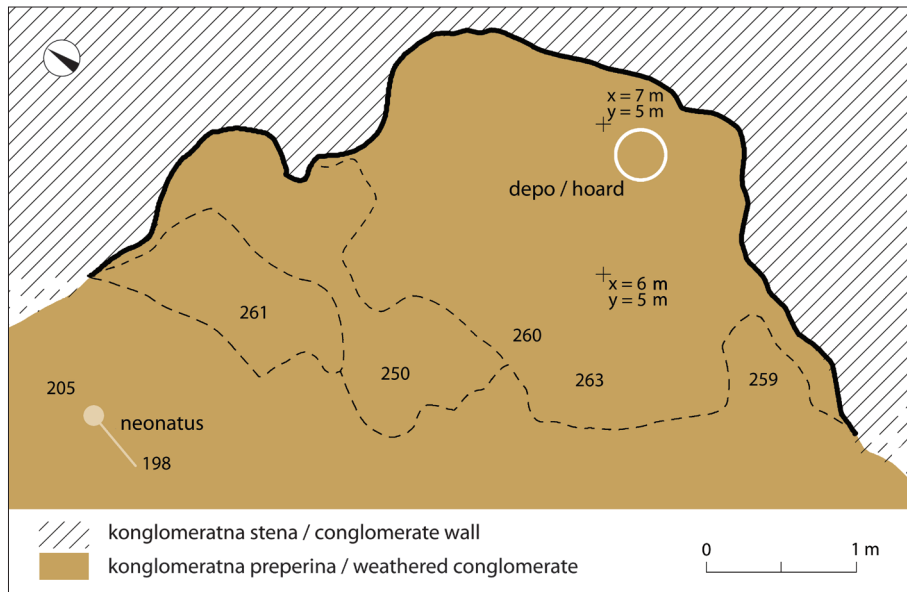 x = 7 m
y = 5 m
depo / hoard
x = 6 m
y = 5 m
261
260
250
263
259
205
neonatus
198
konglomeratna stena / conglomerate wall
konglomeratna preperina / weathered conglomerate
0 1 m